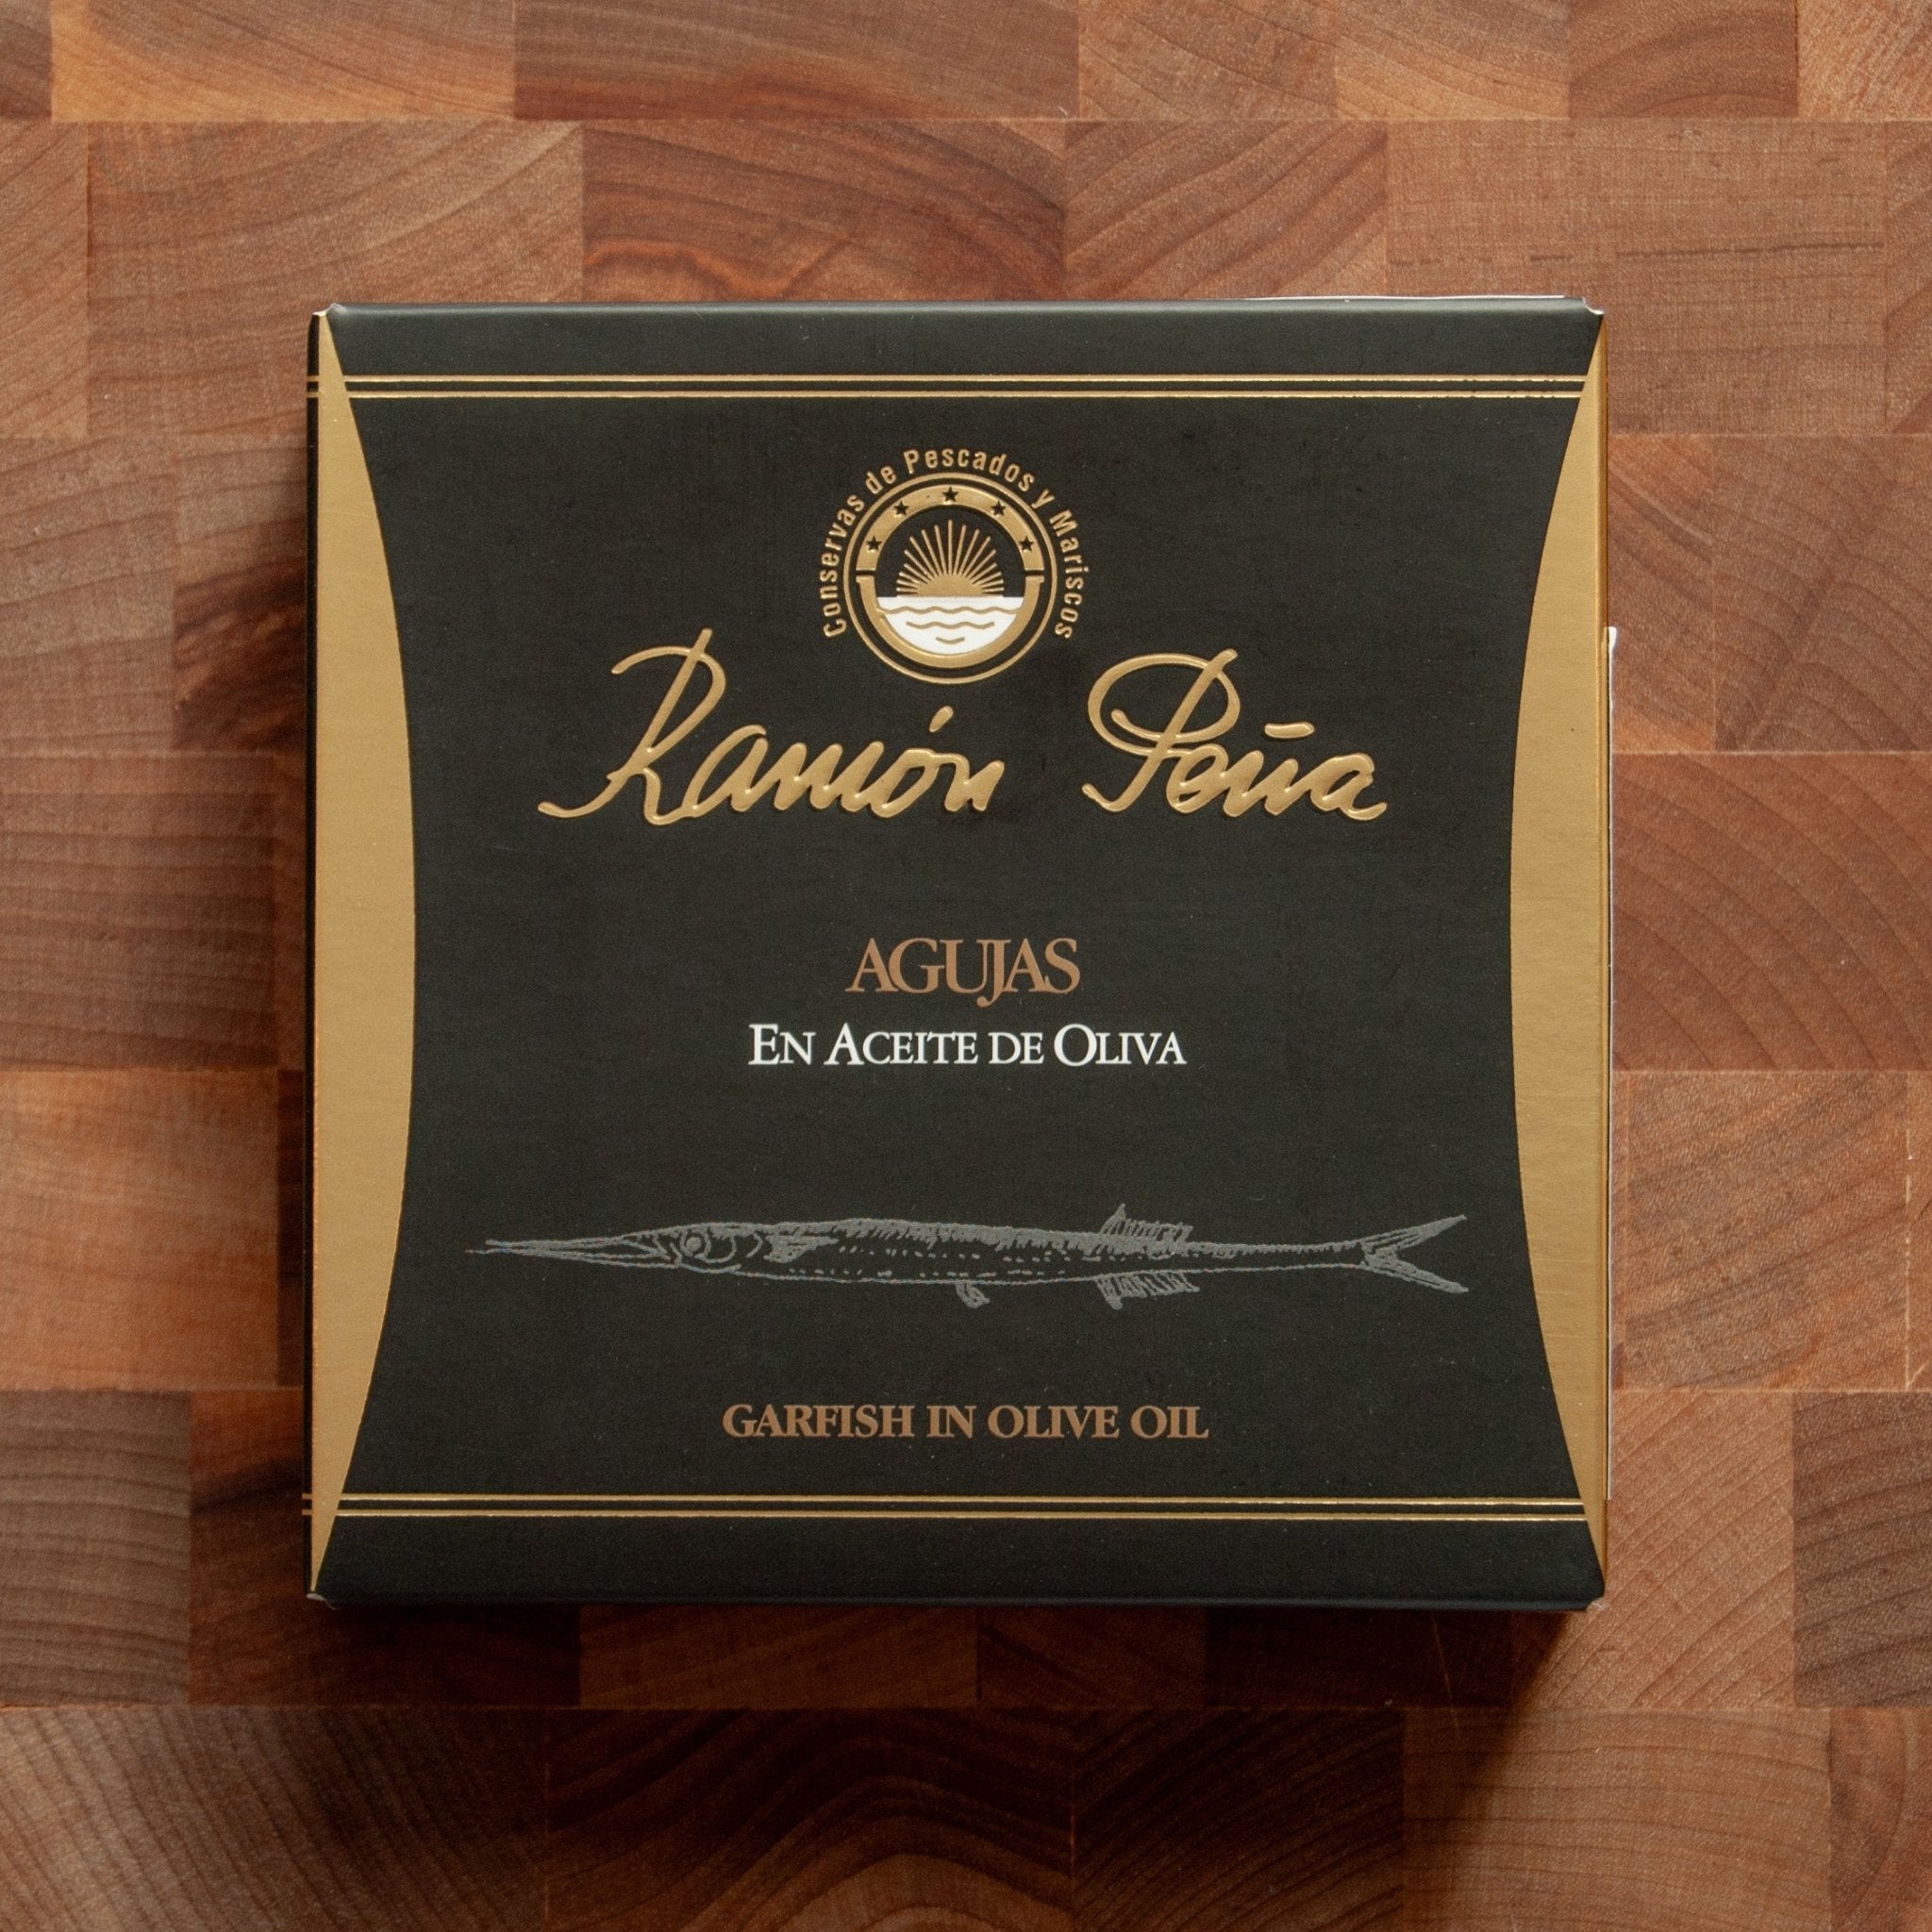 Conservas de Pescados y Mariscos
Ramón Peña
AGUJAS
EN ACEITE DE OLIVA
GARFISH IN OLIVE OIL